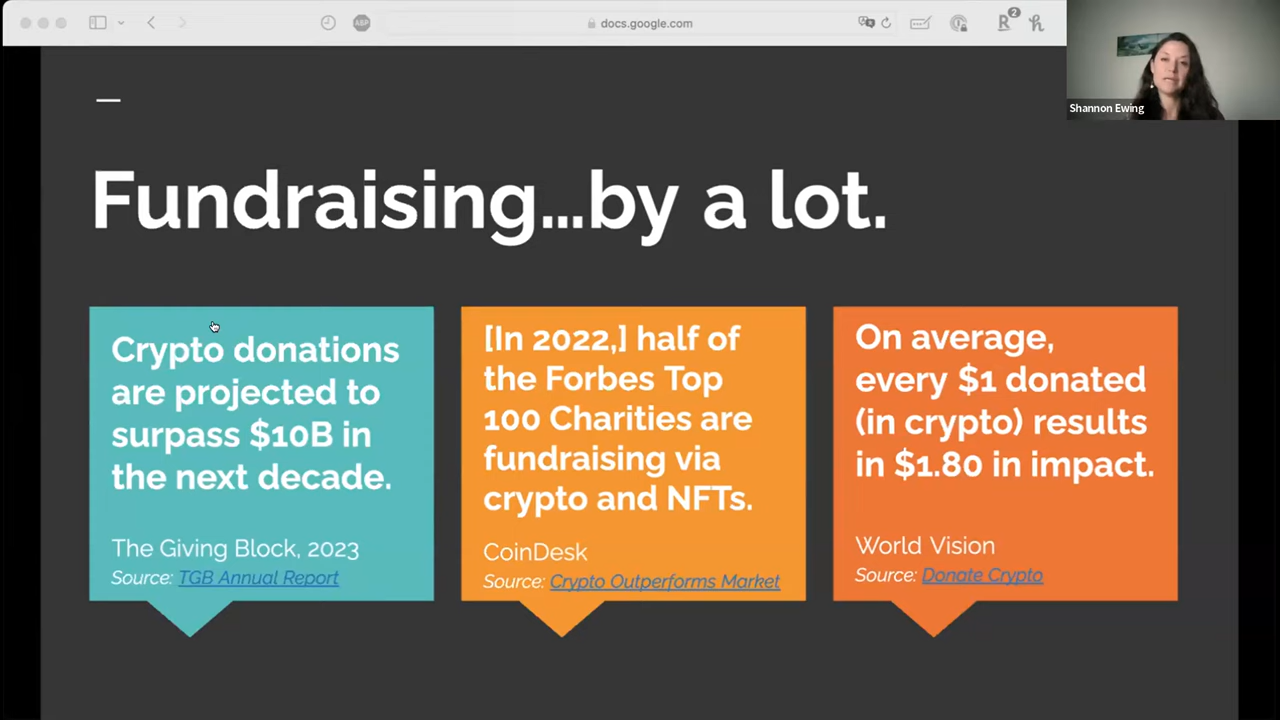 docs.google.com
2
Shannon Ewing
Fundraising...by a lot.
Crypto donations
are projected to
surpass $10B in
the next decade.
The Giving Block, 2023
Source: TGB Annual Report
[In 2022,] half of
the Forbes Top
100 Charities are
fundraising via
crypto and NFTs.
CoinDesk
Source: Crypto Outperforms Market
On average,
every $1 donated
(in crypto) results
in $1.80 in impact.
World Vision
Source: Donate Crypto